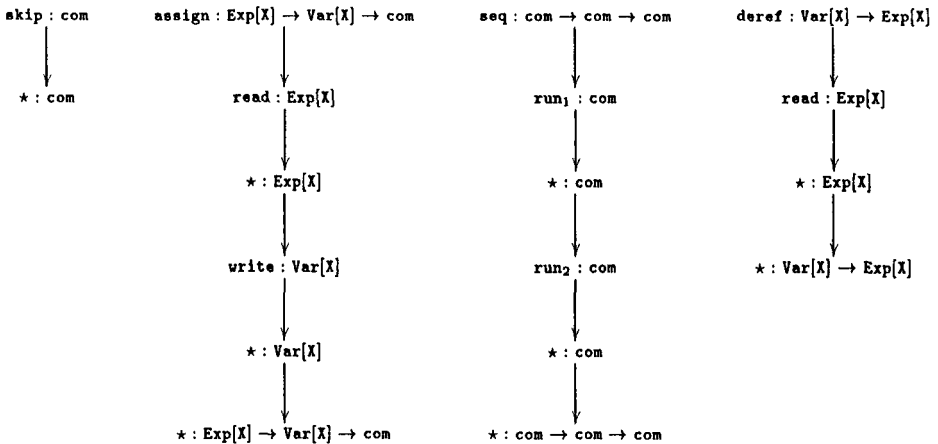 skip : com
assign : Exp[X] → Var[X] → com
seq : com → com → com
deref : Var[X] → Exp[X]
⋆ : com
read : Exp[X]
run₁ : com
read : Exp[X]
⋆ : Exp[X]
⋆ : com
⋆ : Exp[X]
write : Var[X]
run₂ : com
⋆ : Var[X] → Exp[X]
⋆ : Var[X]
⋆ : com
⋆ : Exp[X] → Var[X] → com
⋆ : com → com → com